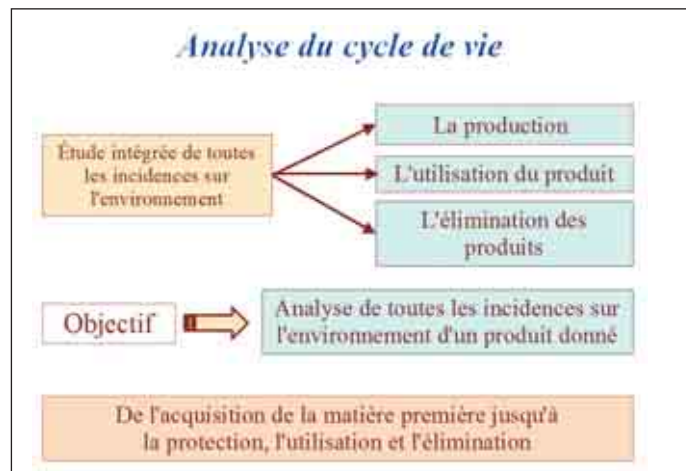 Analyse du cycle de vie
Étude intégrée de toutes
les incidences sur
l'environnement
La production
L'utilisation du produit
L'élimination des
produits
Objectif
Analyse de toutes les incidences sur
l'environnement d'un produit donné
De l'acquisition de la matière première jusqu'à
la protection, l'utilisation et l'élimination